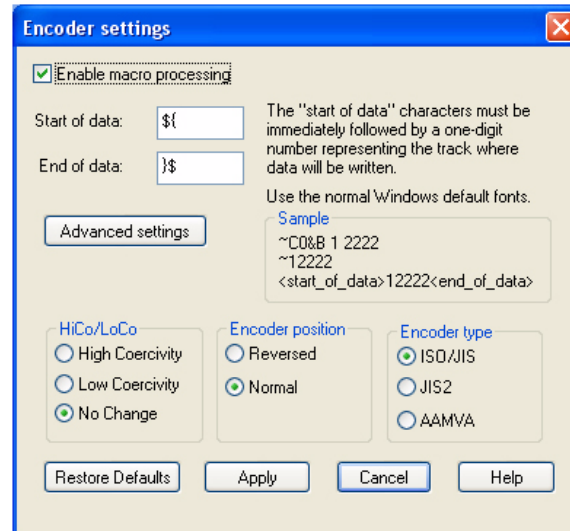 Encoder settings
Enable macro processing
Start of data:
${
End of data:
}$
The "start of data" characters must be
immediately followed by a one-digit
number representing the track where
data will be written.
Use the normal Windows default fonts.
Advanced settings
Sample
~C0&B 1 2222
~12222
<start_of_data>12222<end_of_data>
HiCo/LoCo
High Coercivity
Low Coercivity
No Change
Encoder position
Reversed
Normal
Encoder type
ISO/JIS
JIS2
AAMVA
Restore Defaults
Apply
Cancel
Help